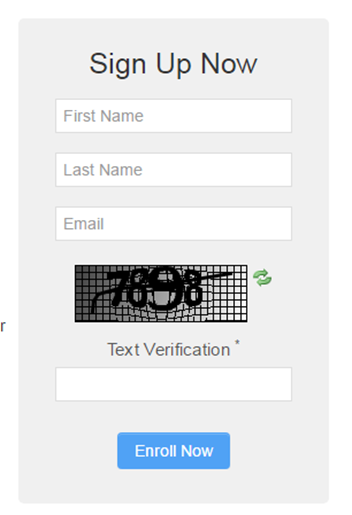 Sign Up Now
First Name
Last Name
Email
r
Text Verification *
Enroll Now